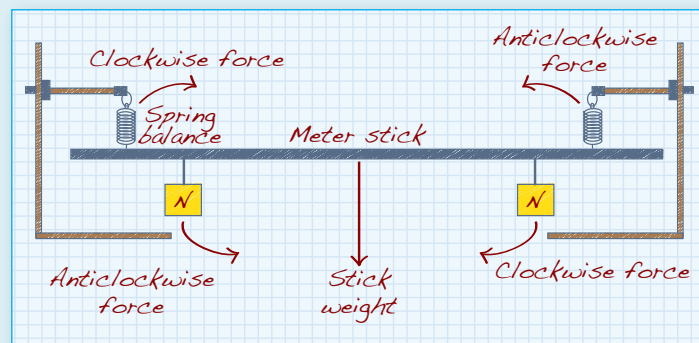 Clockwise force
Anticlockwise
force
Spring
balance
Meter stick
N
N
Anticlockwise
force
Stick
weight
Clockwise force